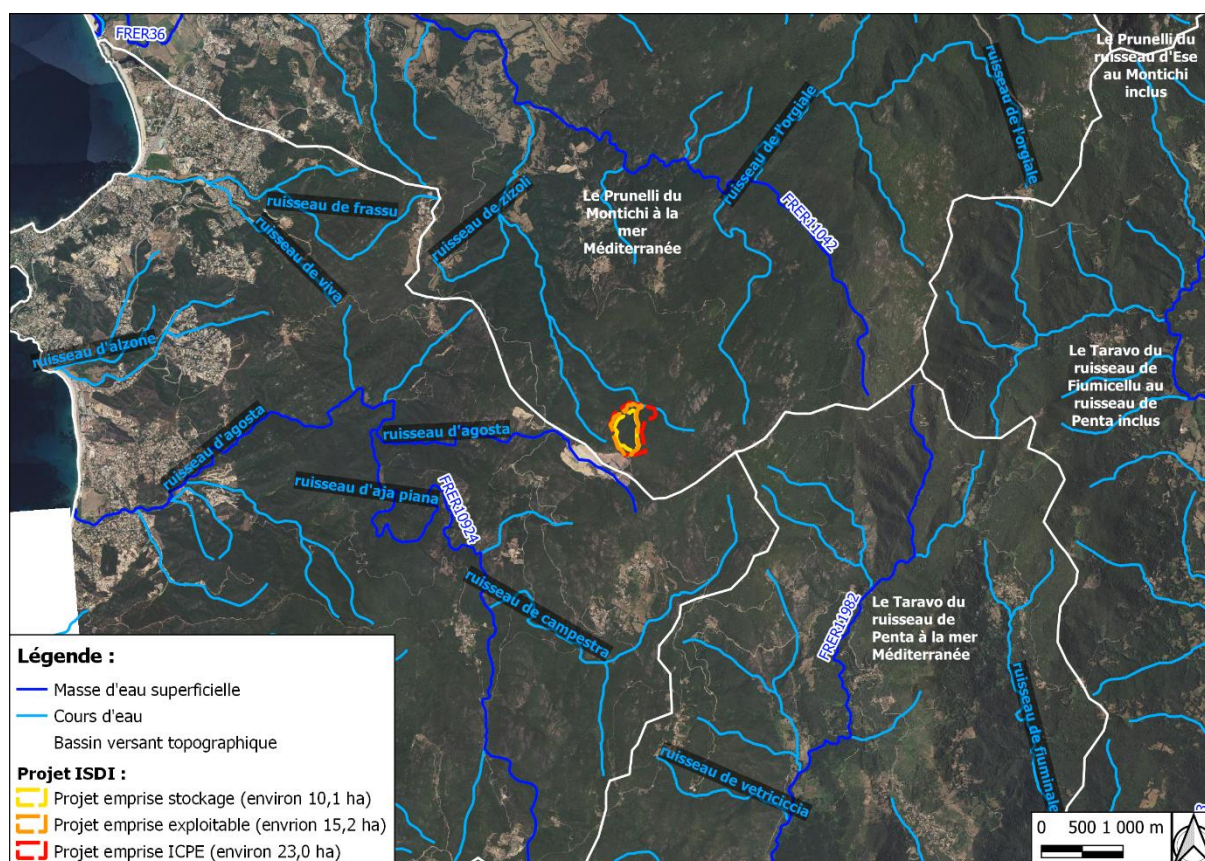 FRER36
Le Prunelli du
ruisseau d'Ese
au Montichi
inclus
ruisseau de l'orgiale
ruisseau de l'orgiale
ruisseau de frassu
ruisseau de zizoli
Le Prunelli du
Montichi à la
mer
Méditerranée
FRER11042
ruisseau de viva
ruisseau d'alzone
Le Taravo du
ruisseau de
Fiumicellu au
ruisseau de
Penta inclus
ruisseau d'agosta
ruisseau d'agosta
ruisseau d'aja piana
FRER10924
ruisseau de campestra
FRER11982
Le Taravo du
ruisseau de
Penta à la mer
Méditerranée
ruisseau de fiuminale
ruisseau de vetriciccia
Légende :
Masse d'eau superficielle
Cours d'eau
Bassin versant topographique
Projet ISDI :
Projet emprise stockage (environ 10,1 ha)
Projet emprise exploitable (envrion 15,2 ha)
Projet emprise ICPE (environ 23,0 ha)
0 500 1 000 m